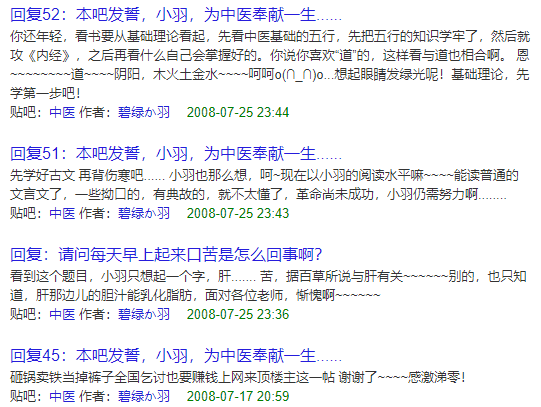 回复52：本吧发誓，小羽，为中医奉献一生......
你还年轻，看书要从基础理论看起，先看中医基础的五行，先把五行的知识学牢了，然后就
攻《内经》，之后再看什么自己会掌握好的。你说你喜欢“道”的，这样看与道也相合啊。 恩
~~~~~~~~道~~~~阴阳，木火土金水~~~~呵呵o(∩_∩)o...想起眼睛发绿光呢！基础理论，先
学第一步吧！
贴吧：中医 作者：碧绿か羽 2008-07-25 23:44
回复51：本吧发誓，小羽，为中医奉献一生......
先学好古文 再背伤寒吧...... 小羽也那么想，呵~现在以小羽的阅读水平嘛~~~~能读普通的
文言文了，一些拗口的，有典故的，就不太懂了，革命尚未成功，小羽仍需努力啊........
贴吧：中医 作者：碧绿か羽 2008-07-25 23:43
回复：请问每天早上起来口苦是怎么回事啊？
看到这个题目，小羽只想起一个字，肝....... 苦，据百草所说与肝有关~~~~~~别的，也只知
道，肝那边儿的胆汁能乳化脂肪，面对各位老师，惭愧啊~~~~~~
贴吧：中医 作者：碧绿か羽 2008-07-25 23:36
回复45：本吧发誓，小羽，为中医奉献一生......
砸锅卖铁当掉裤子全国乞讨也要赚钱上网来顶楼主这一帖 谢谢了~~~~感激涕零！
贴吧：中医 作者：碧绿か羽 2008-07-17 20:59